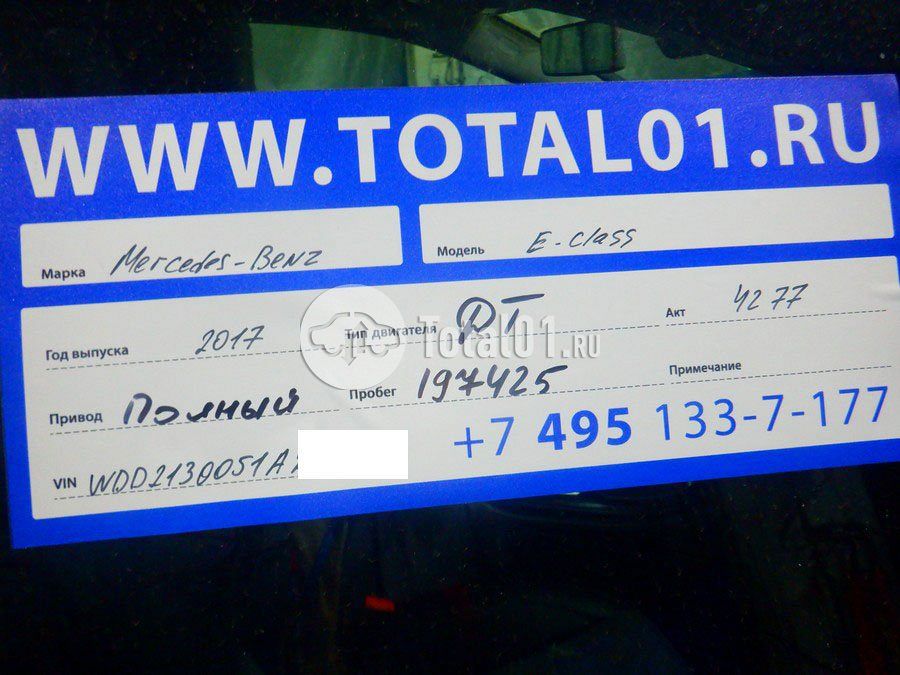 WWW.TOTAL01.RU
Марка Mercedes-Benz Модель E-class
Год выпуска 2017 Тип двигателя DT Акт 4277
Total01.RU
Привод Полный Пробег 197425 Примечание
+7 495 133-7-177
VIN WDD2130051A